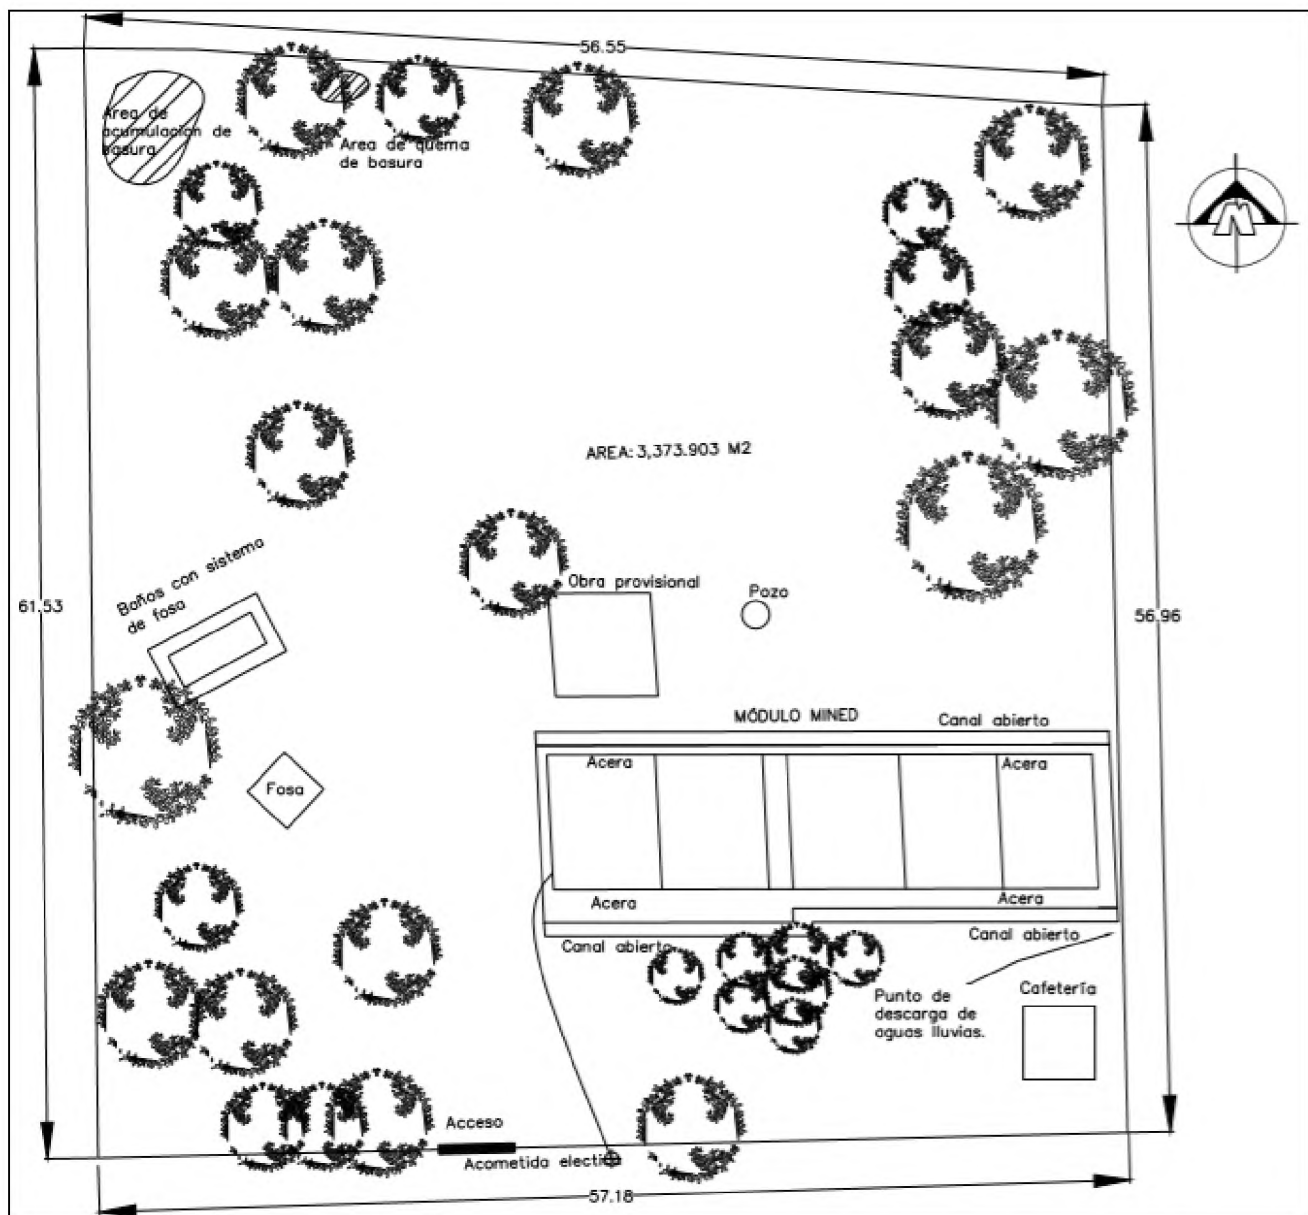 56.55
Area de
acumulacion de
basura
Area de quema
de basura
N
AREA: 3,373.903 M2
Baños con sistema
de fosa
Obra provisional
Pozo
61.53
56.96
MÓDULO MINED
Canal abierto
Acera
Acera
Fosa
Acera
Acera
Canal abierto
Canal abierto
Punto de
descarga de
aguas lluvias.
Cafetería
Acceso
Acometida electica
57.18